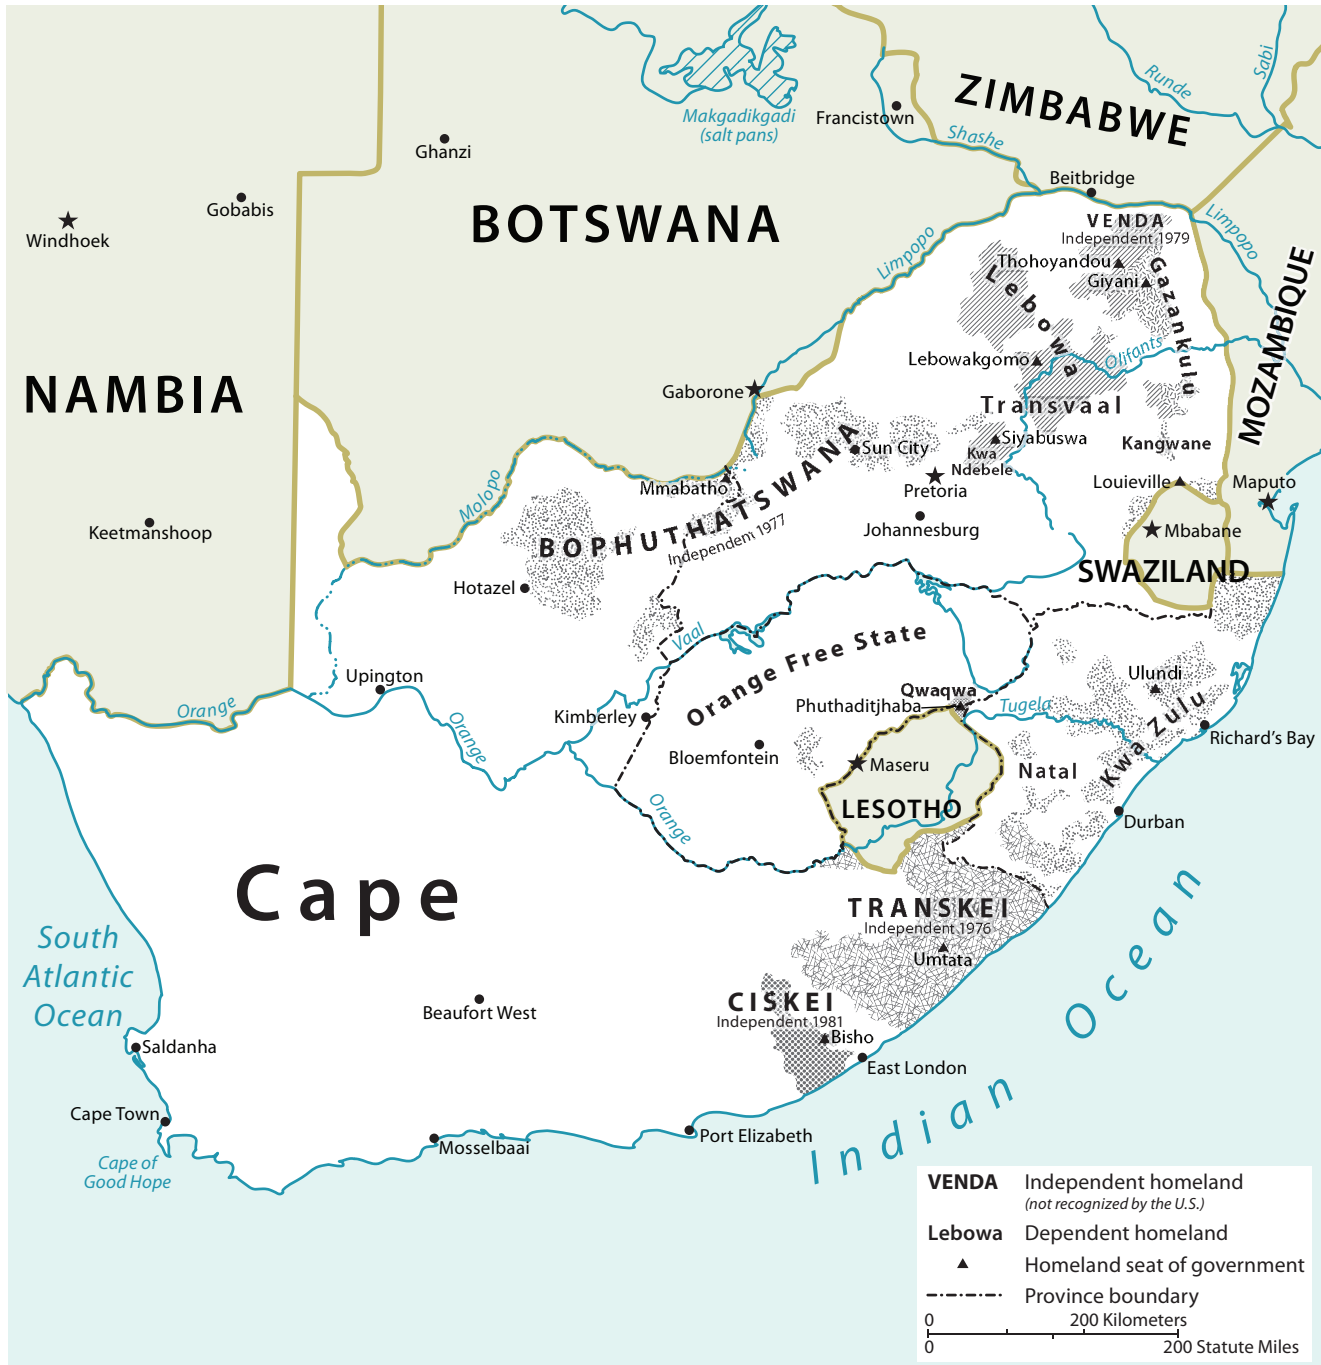 Makgadikgadi
(salt pans)
Francistown
ZIMBABWE
Runde
Sabi
Shashe
Ghanzi
Gobabis
Windhoek
BOTSWANA
Beitbridge
Limpopo
Limpopo
VENDA
Independent 1979
Thohoyandou
Giyani
Gazankulu
Lebowa
MOZAMBIQUE
NAMBIA
Gaborone
Lebowakgomo
Olifants
Transvaal
Sun City
Siyabuswa
Kwa
Ndebele
Kangwane
Molopo
Mmabatho
Pretoria
Louieville
Maputo
Keetmanshoop
BOPHUTHATSWANA
Independent 1977
Johannesburg
Mbabane
SWAZILAND
Hotazel
Vaal
Orange Free State
Upington
Orange
Orange
Kimberley
Qwaqwa
Phuthaditjhaba
Tugela
Ulundi
Kwa Zulu
Richard's Bay
Bloemfontein
Maseru
Natal
LESOTHO
Orange
Durban
Cape
TRANSKEI
Independent 1976
Umtata
South
Atlantic
Ocean
Beaufort West
CISKEI
Independent 1981
Bisho
East London
Saldanha
Cape Town
Cape of
Good Hope
Mosselbaai
Port Elizabeth
Indian Ocean
VENDA Independent homeland
(not recognized by the U.S.)
Lebowa Dependent homeland
Homeland seat of government
Province boundary
0 200 Kilometers
0 200 Statute Miles